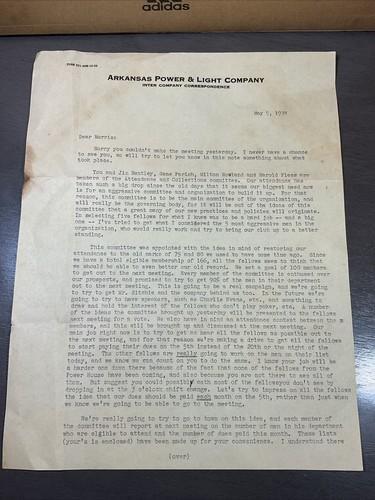 adidas
ARKANSAS POWER & LIGHT COMPANY
INTER COMPANY CORRESPONDENCE
May 5, 1939
Dear Morris:
Sorry you couldn't make the meeting yesterday. I never have a chance
to see you, so will try to let you know in this note something about what
took place.
You and Jim Bentley, Gene Parish, Milton Howland and Harold Fiess are
members of the Attendance and Collections committee. Our attendance has
taken such a big drop since the old days that it seems our biggest need now
is for an aggressive committee and organization to build it up. For that
reason, this committee is to be the main committee of the organization, and
will really be the governing body, for it will be out of the ideas of this
committee that a great many of our new practices and policies will originate.
In selecting five fellows for what I knew was to be a hard job -- and a big
one -- I've tried to get what I considered the 5 most aggressive men in the
organization, who would really work and try to bring our club up to a better
standing.
This committee was appointed with the idea in mind of restoring our
attendance to the old marks of 75 and 80 we used to have some time ago. Since
we have a total eligible membership of 166, all the fellows seem to think that
we should be able to even better our old record. We set a goal of 100 members
to get out to the next meeting. Every member of the committee is enthused over
our prospects, and promised to try to get 90% of the members in their department
out to the next meeting. This is going to be a real campaign, and we're going
to try to get Mr. Ritchie and the company behind us too. In the future we're
going to try to have speakers, such as Charlie Evans, etc., and something to
draw and hold the interest of the fellows who don't play poker, etc. A number
of the ideas the committee brought up yesterday will be presented to the fellows
next meeting for a vote. We also have in mind an attendance contest between the
members, and this will be brought up and discussed at the next meeting. Our
main job right now is to try to get as near all the fellows as possible out to
the next meeting, and for that reason we're making a drive to get all the fellows
to start paying their dues on the 5th instead of the 20th or the night of the
meeting. The other fellows are really going to work on the men on their list
today, and we know we can count on you to do the same. I know your job will be
a harder one than theirs because of the fact that none of the fellows from the
Power House have been coming, and also because you are not there to see all of
them. But suggest you could possibly catch most of the fellows you don't see by
dropping in at the 3 o'clock shift change. Let's try to impress on all the fellows
the idea that our dues should be paid each month on the 5th, rather than just when
we know we're going to be able to go to the meeting.
We're really going to try to go to town on this idea, and each member of
the committee will report at next meeting on the number of men in his department
who are eligible to attend and the number of dues paid this month. These lists
(your's is enclosed) have been made up for your convenience. I understand there
(over)